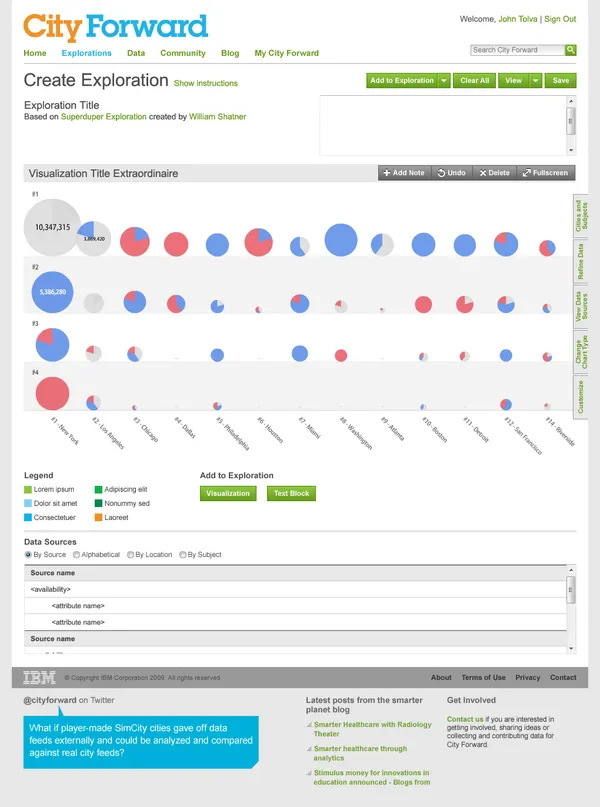 City Forward
Welcome, John Tolva | Sign Out
Home Explorations Data Community Blog My City Forward
Search City Forward
Create Exploration Show instructions
Add to Exploration Clear All View Save
Exploration Title
Based on Superduper Exploration created by William Shatner
Visualization Title Extraordinaire
Add Note Undo Delete Fullscreen
#1
10,347,315
Cities and
Subjects
Refine Data
View Data
Sources
Change
Chart Type
Customize
#2
5,386,280
#3
#4
#1 - New York
#2 - Los Angeles
#3 - Chicago
#4 - Dallas
#5 - Philadelphia
#6 - Houston
#7 - Miami
#8 - Washington
#9 - Atlanta
#10 - Boston
#11 - Detroit
#12 - San Francisco
#14 - Riverside
Legend
Lorem ipsum Adipiscing elit
Dolor sit amet Nonummy sed
Consectetuer Laoreet
Add to Exploration
Visualization Text Block
Data Sources
By Source Alphabetical By Location By Subject
Source name
<availability>
<attribute name>
<attribute name>
Source name
IBM © Copyright IBM Corporation 2009 All rights reserved
About Terms of Use Privacy Contact
@cityforward on Twitter
What if player-made SimCity cities gave off data
feeds externally and could be analyzed and compared
against real city feeds?
Latest posts from the smarter
planet blog
Smarter Healthcare with Radiology
Theater
Smarter healthcare through
analytics
Stimulus money for innovations in
education announced - Blogs from
Get Involved
Contact us if you are interested in
getting involved, sharing ideas or
collecting and contributing data for
City Forward.